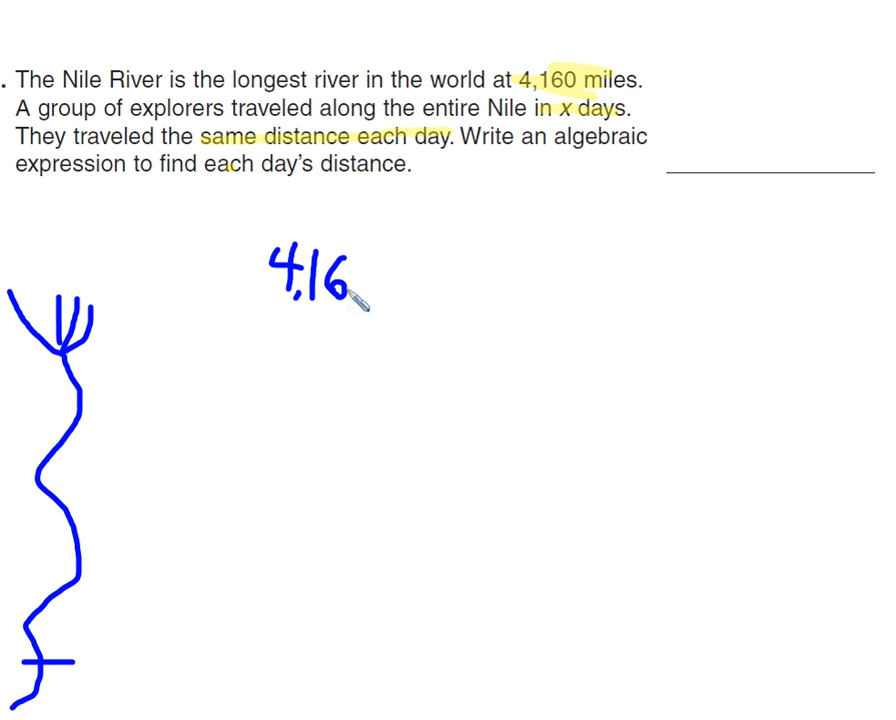 . The Nile River is the longest river in the world at 4,160 miles.
A group of explorers traveled along the entire Nile in x days.
They traveled the same distance each day. Write an algebraic
expression to find each day’s distance.
4,16